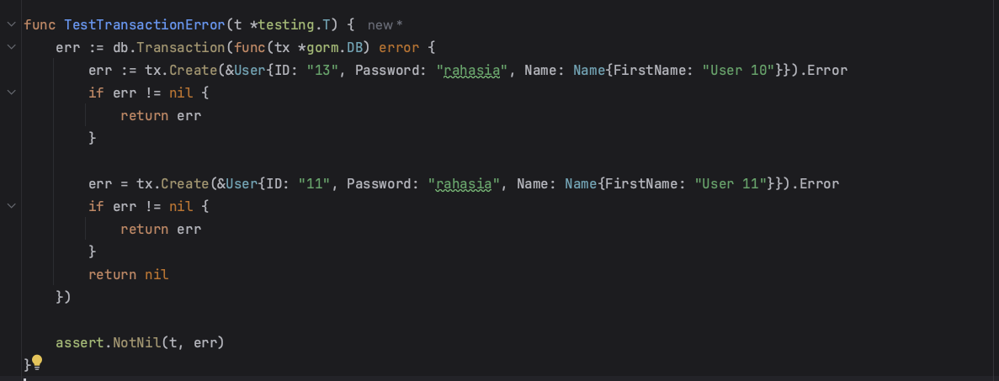 func TestTransactionError(t *testing.T) { new *
    err := db.Transaction(func(tx *gorm.DB) error {
        err := tx.Create(&User{ID: "13", Password: "rahasia", Name: Name{FirstName: "User 10"}}).Error
        if err != nil {
            return err
        }

        err = tx.Create(&User{ID: "11", Password: "rahasia", Name: Name{FirstName: "User 11"}}).Error
        if err != nil {
            return err
        }
        return nil
    })

    assert.NotNil(t, err)
}